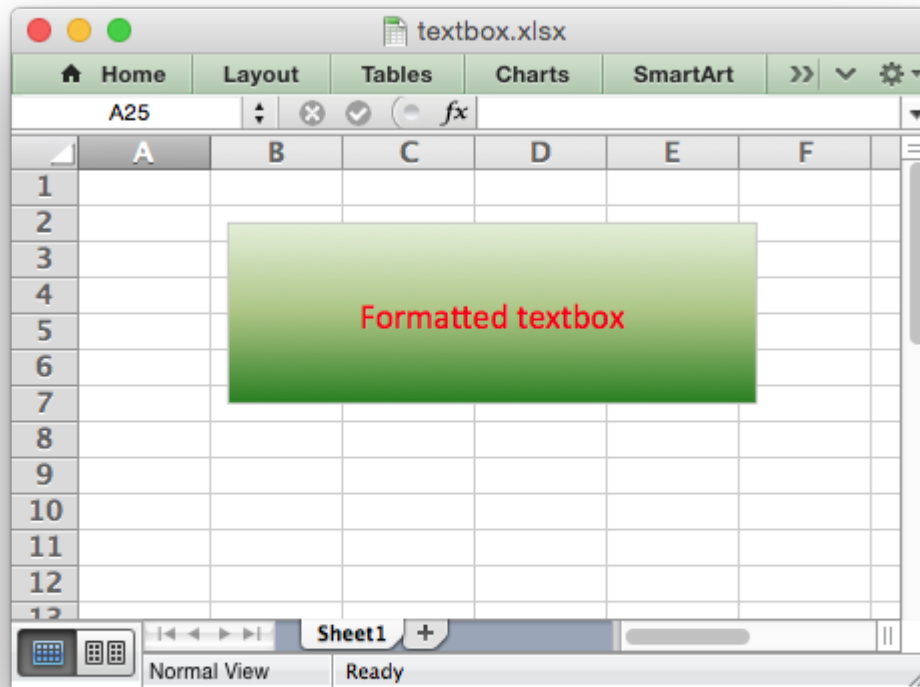 textbox.xlsx
Home Layout Tables Charts SmartArt
A25 fx
A B C D E F
1
2
3
4
Formatted textbox
5
6
7
8
9
10
11
12
13
Sheet1 +
Normal View Ready